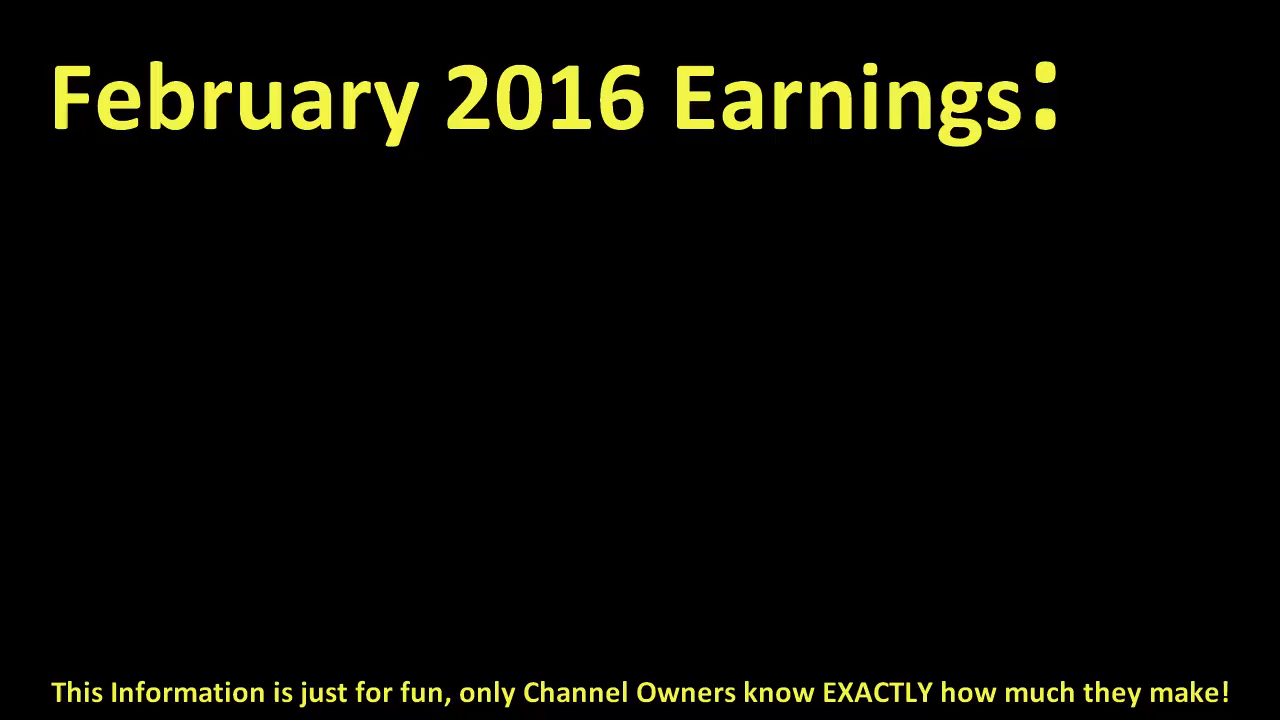 February 2016 Earnings:
This Information is just for fun, only Channel Owners know EXACTLY how much they make!